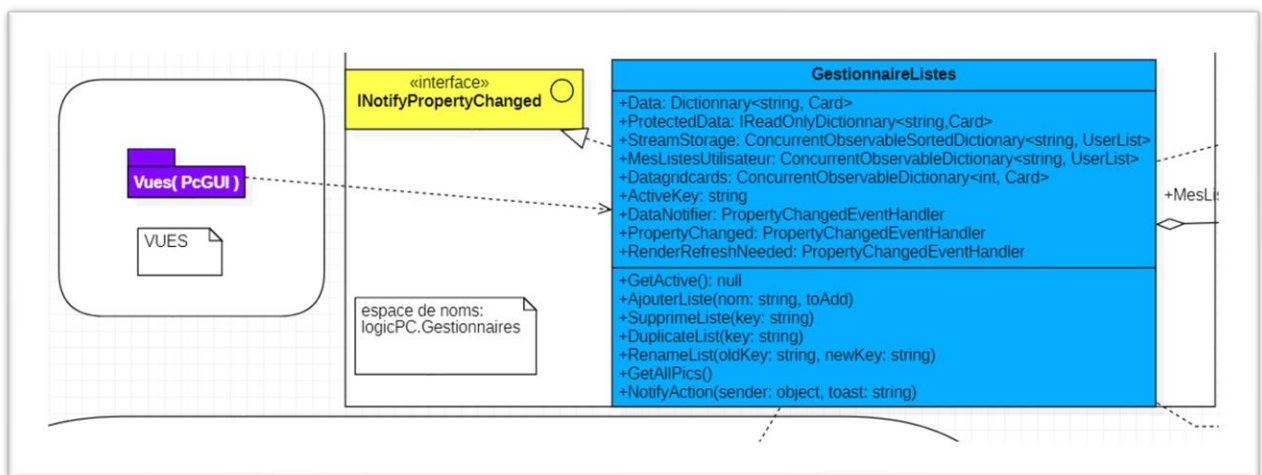 Vues( PcGUI )
VUES
«interface»
INotifyPropertyChanged
espace de noms:
logicPC.Gestionnaires
GestionnaireListes
+Data: Dictionnary<string, Card>
+ProtectedData: IReadOnlyDictionnary<string,Card>
+StreamStorage: ConcurrentObservableSortedDictionary<string, UserList>
+MesListesUtilisateur: ConcurrentObservableDictionary<string, UserList>
+Datagridcards: ConcurrentObservableDictionary<int, Card>
+ActiveKey: string
+DataNotifier: PropertyChangedEventHandler
+PropertyChanged: PropertyChangedEventHandler
+RenderRefreshNeeded: PropertyChangedEventHandler
+GetActive(): null
+AjouterListe(nom: string, toAdd)
+SupprimeListe(key: string)
+DuplicateList(key: string)
+RenameList(oldKey: string, newKey: string)
+GetAllPics()
+NotifyAction(sender: object, toast: string)